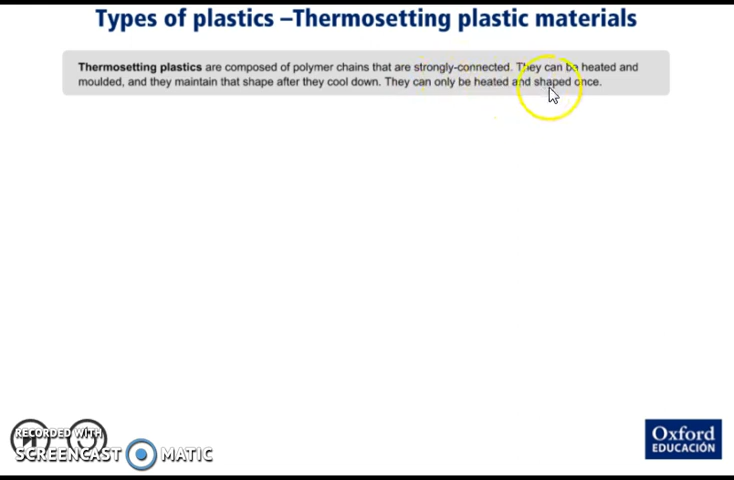 Types of plastics –Thermosetting plastic materials
Thermosetting plastics are composed of polymer chains that are strongly-connected. They can be heated and
moulded, and they maintain that shape after they cool down. They can only be heated and shaped once.
RECORDED WITH
SCREENCAST MATIC
Oxford
EDUCACIÓN